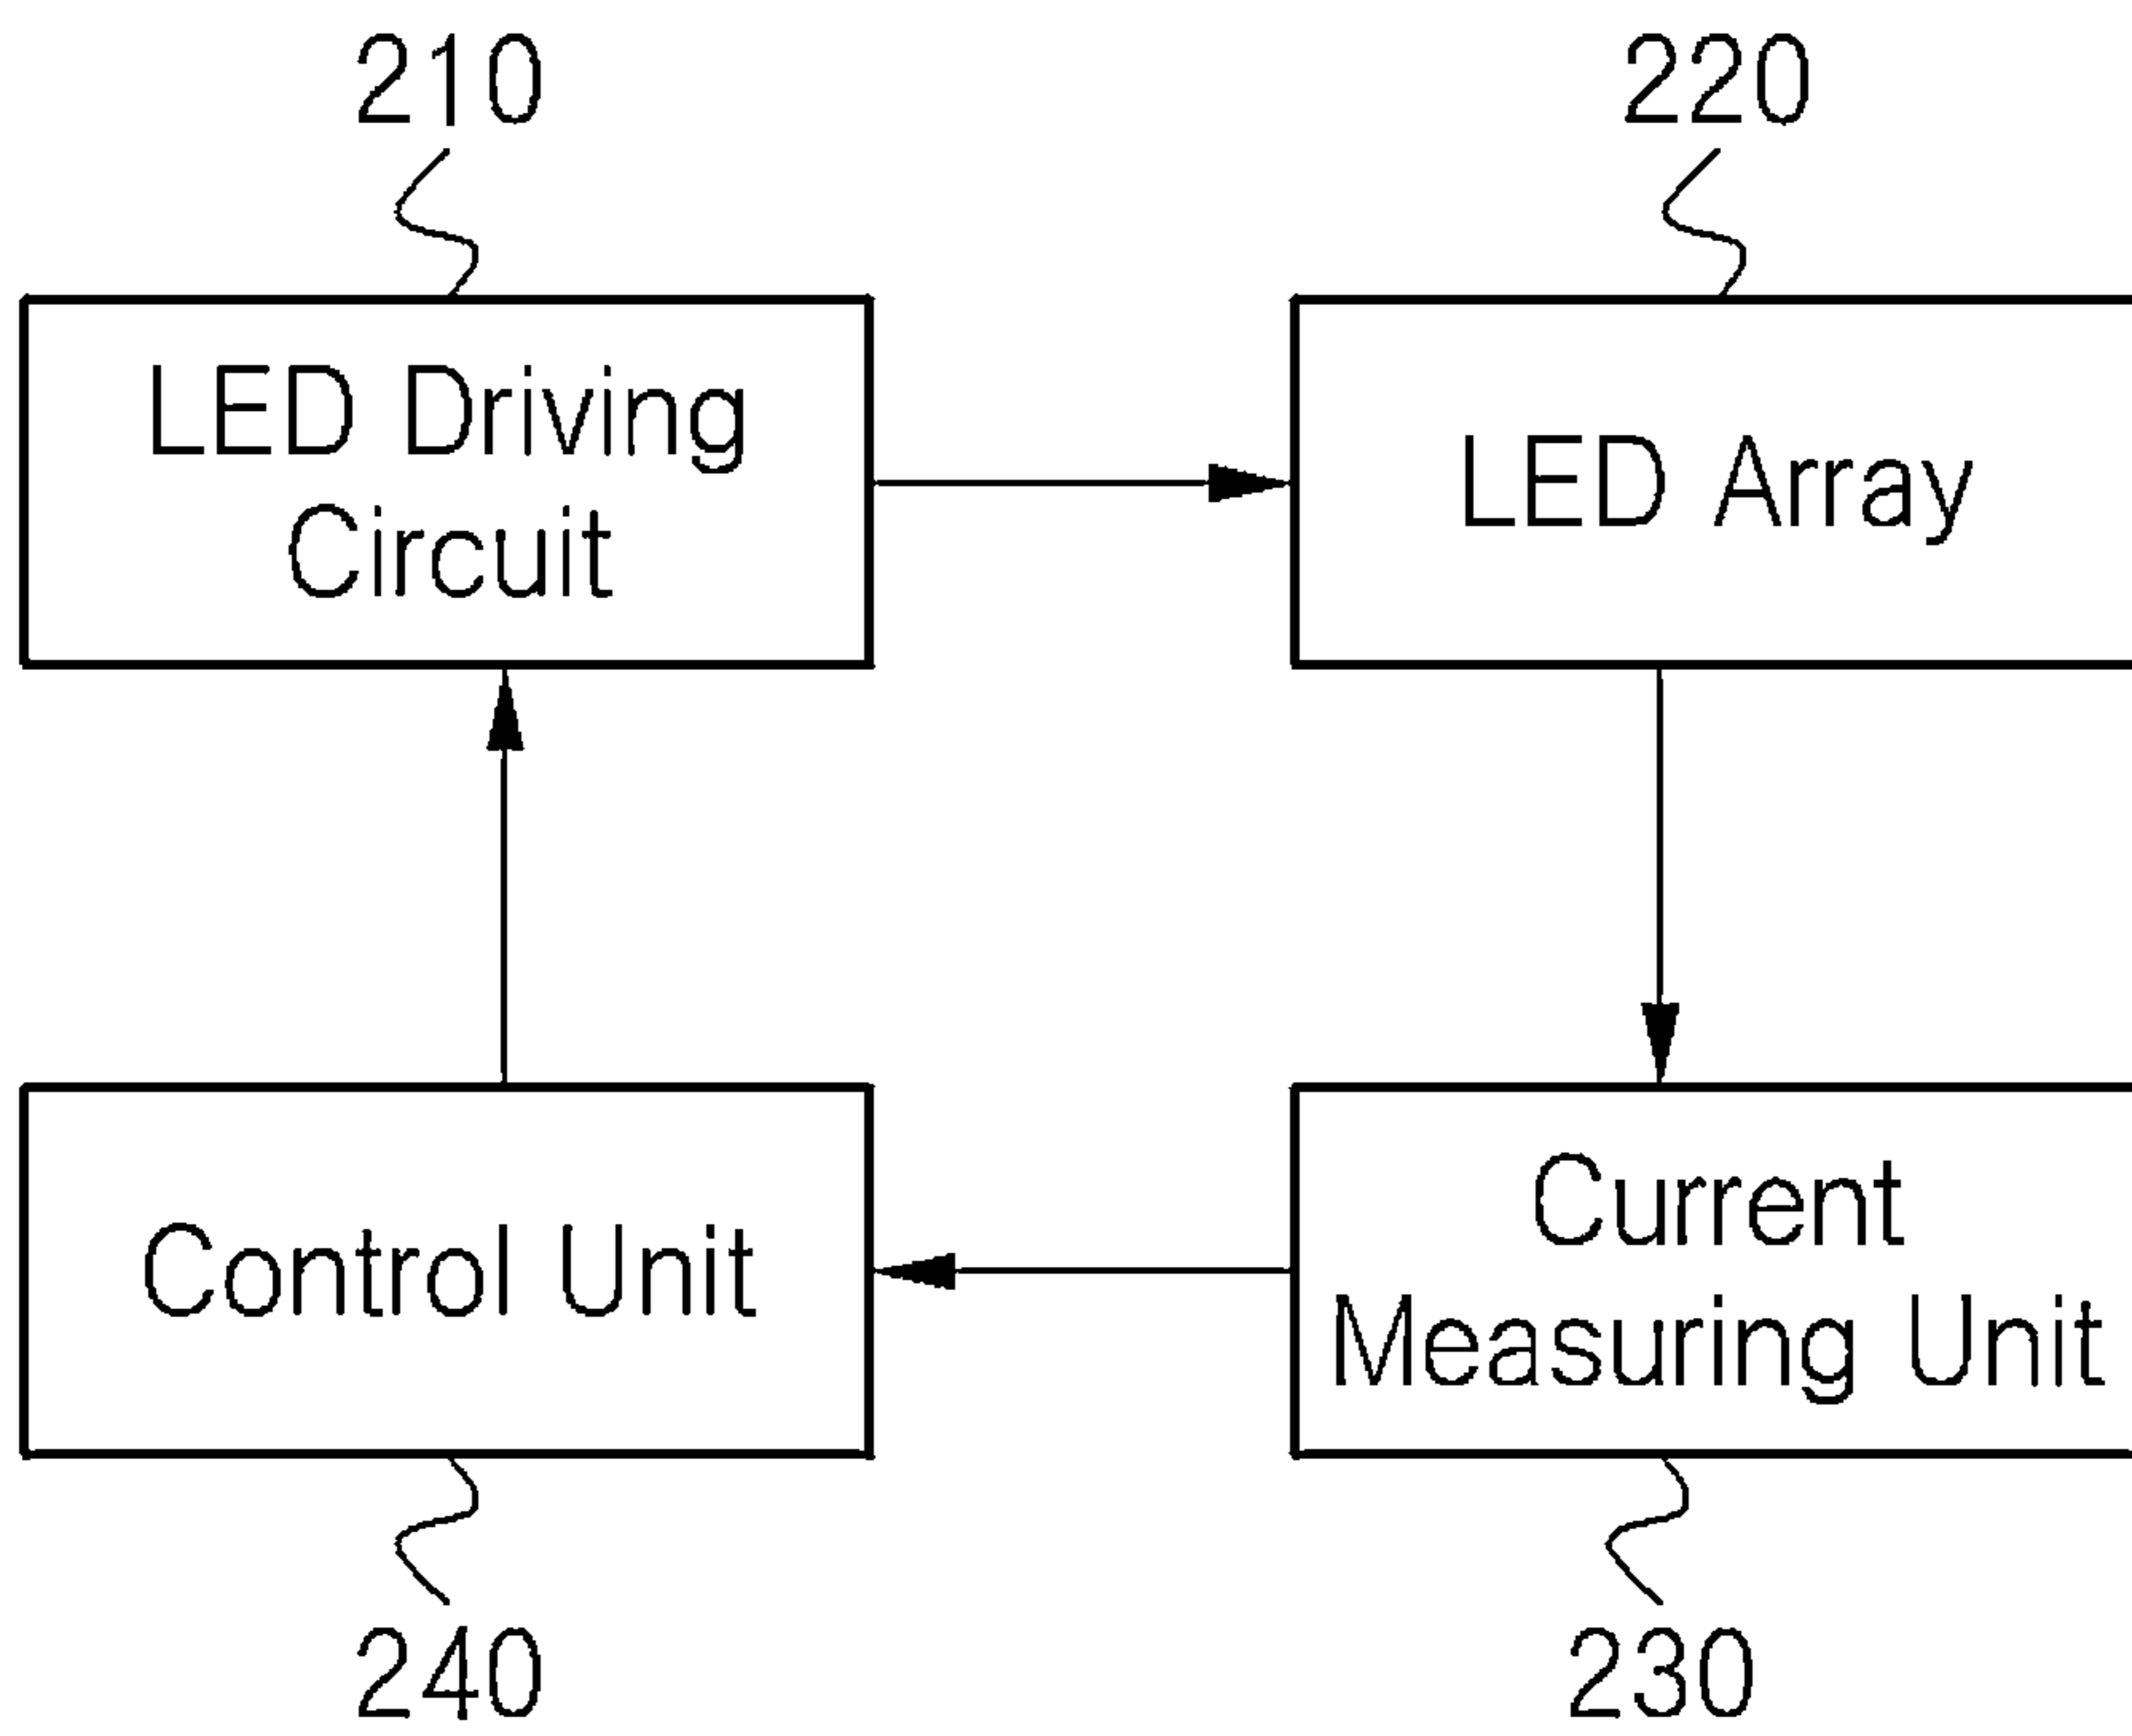 210
220
LED Driving
Circuit
LED Array
Control Unit
Current
Measuring Unit
240
230